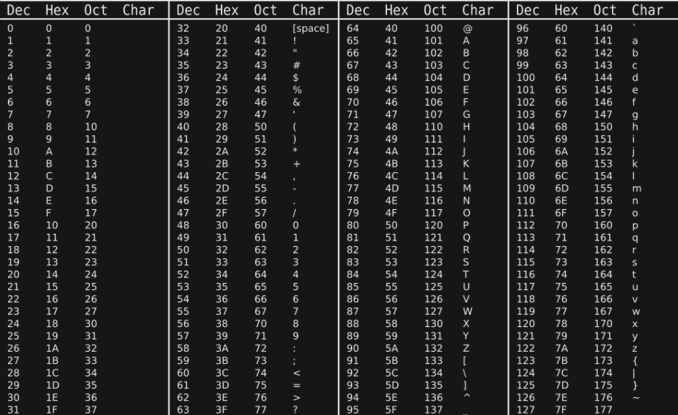 Dec Hex Oct Char Dec Hex Oct Char Dec Hex Oct Char Dec Hex Oct Char
0 0 0 32 20 40 [space] 64 40 100 @ 96 60 140 `
1 1 1 33 21 41 ! 65 41 101 A 97 61 141 a
2 2 2 34 22 42 " 66 42 102 B 98 62 142 b
3 3 3 35 23 43 # 67 43 103 C 99 63 143 c
4 4 4 36 24 44 $ 68 44 104 D 100 64 144 d
5 5 5 37 25 45 % 69 45 105 E 101 65 145 e
6 6 6 38 26 46 & 70 46 106 F 102 66 146 f
7 7 7 39 27 47 ' 71 47 107 G 103 67 147 g
8 8 10 40 28 50 ( 72 48 110 H 104 68 150 h
9 9 11 41 29 51 ) 73 49 111 I 105 69 151 i
10 A 12 42 2A 52 * 74 4A 112 J 106 6A 152 j
11 B 13 43 2B 53 + 75 4B 113 K 107 6B 153 k
12 C 14 44 2C 54 , 76 4C 114 L 108 6C 154 l
13 D 15 45 2D 55 - 77 4D 115 M 109 6D 155 m
14 E 16 46 2E 56 . 78 4E 116 N 110 6E 156 n
15 F 17 47 2F 57 / 79 4F 117 O 111 6F 157 o
16 10 20 48 30 60 0 80 50 120 P 112 70 160 p
17 11 21 49 31 61 1 81 51 121 Q 113 71 161 q
18 12 22 50 32 62 2 82 52 122 R 114 72 162 r
19 13 23 51 33 63 3 83 53 123 S 115 73 163 s
20 14 24 52 34 64 4 84 54 124 T 116 74 164 t
21 15 25 53 35 65 5 85 55 125 U 117 75 165 u
22 16 26 54 36 66 6 86 56 126 V 118 76 166 v
23 17 27 55 37 67 7 87 57 127 W 119 77 167 w
24 18 30 56 38 70 8 88 58 130 X 120 78 170 x
25 19 31 57 39 71 9 89 59 131 Y 121 79 171 y
26 1A 32 58 3A 72 : 90 5A 132 Z 122 7A 172 z
27 1B 33 59 3B 73 ; 91 5B 133 [ 123 7B 173 {
28 1C 34 60 3C 74 < 92 5C 134 \ 124 7C 174 |
29 1D 35 61 3D 75 = 93 5D 135 ] 125 7D 175 }
30 1E 36 62 3E 76 > 94 5E 136 ^ 126 7E 176 ~
31 1F 37 63 3F 77 ? 95 5F 137 _ 127 7F 177